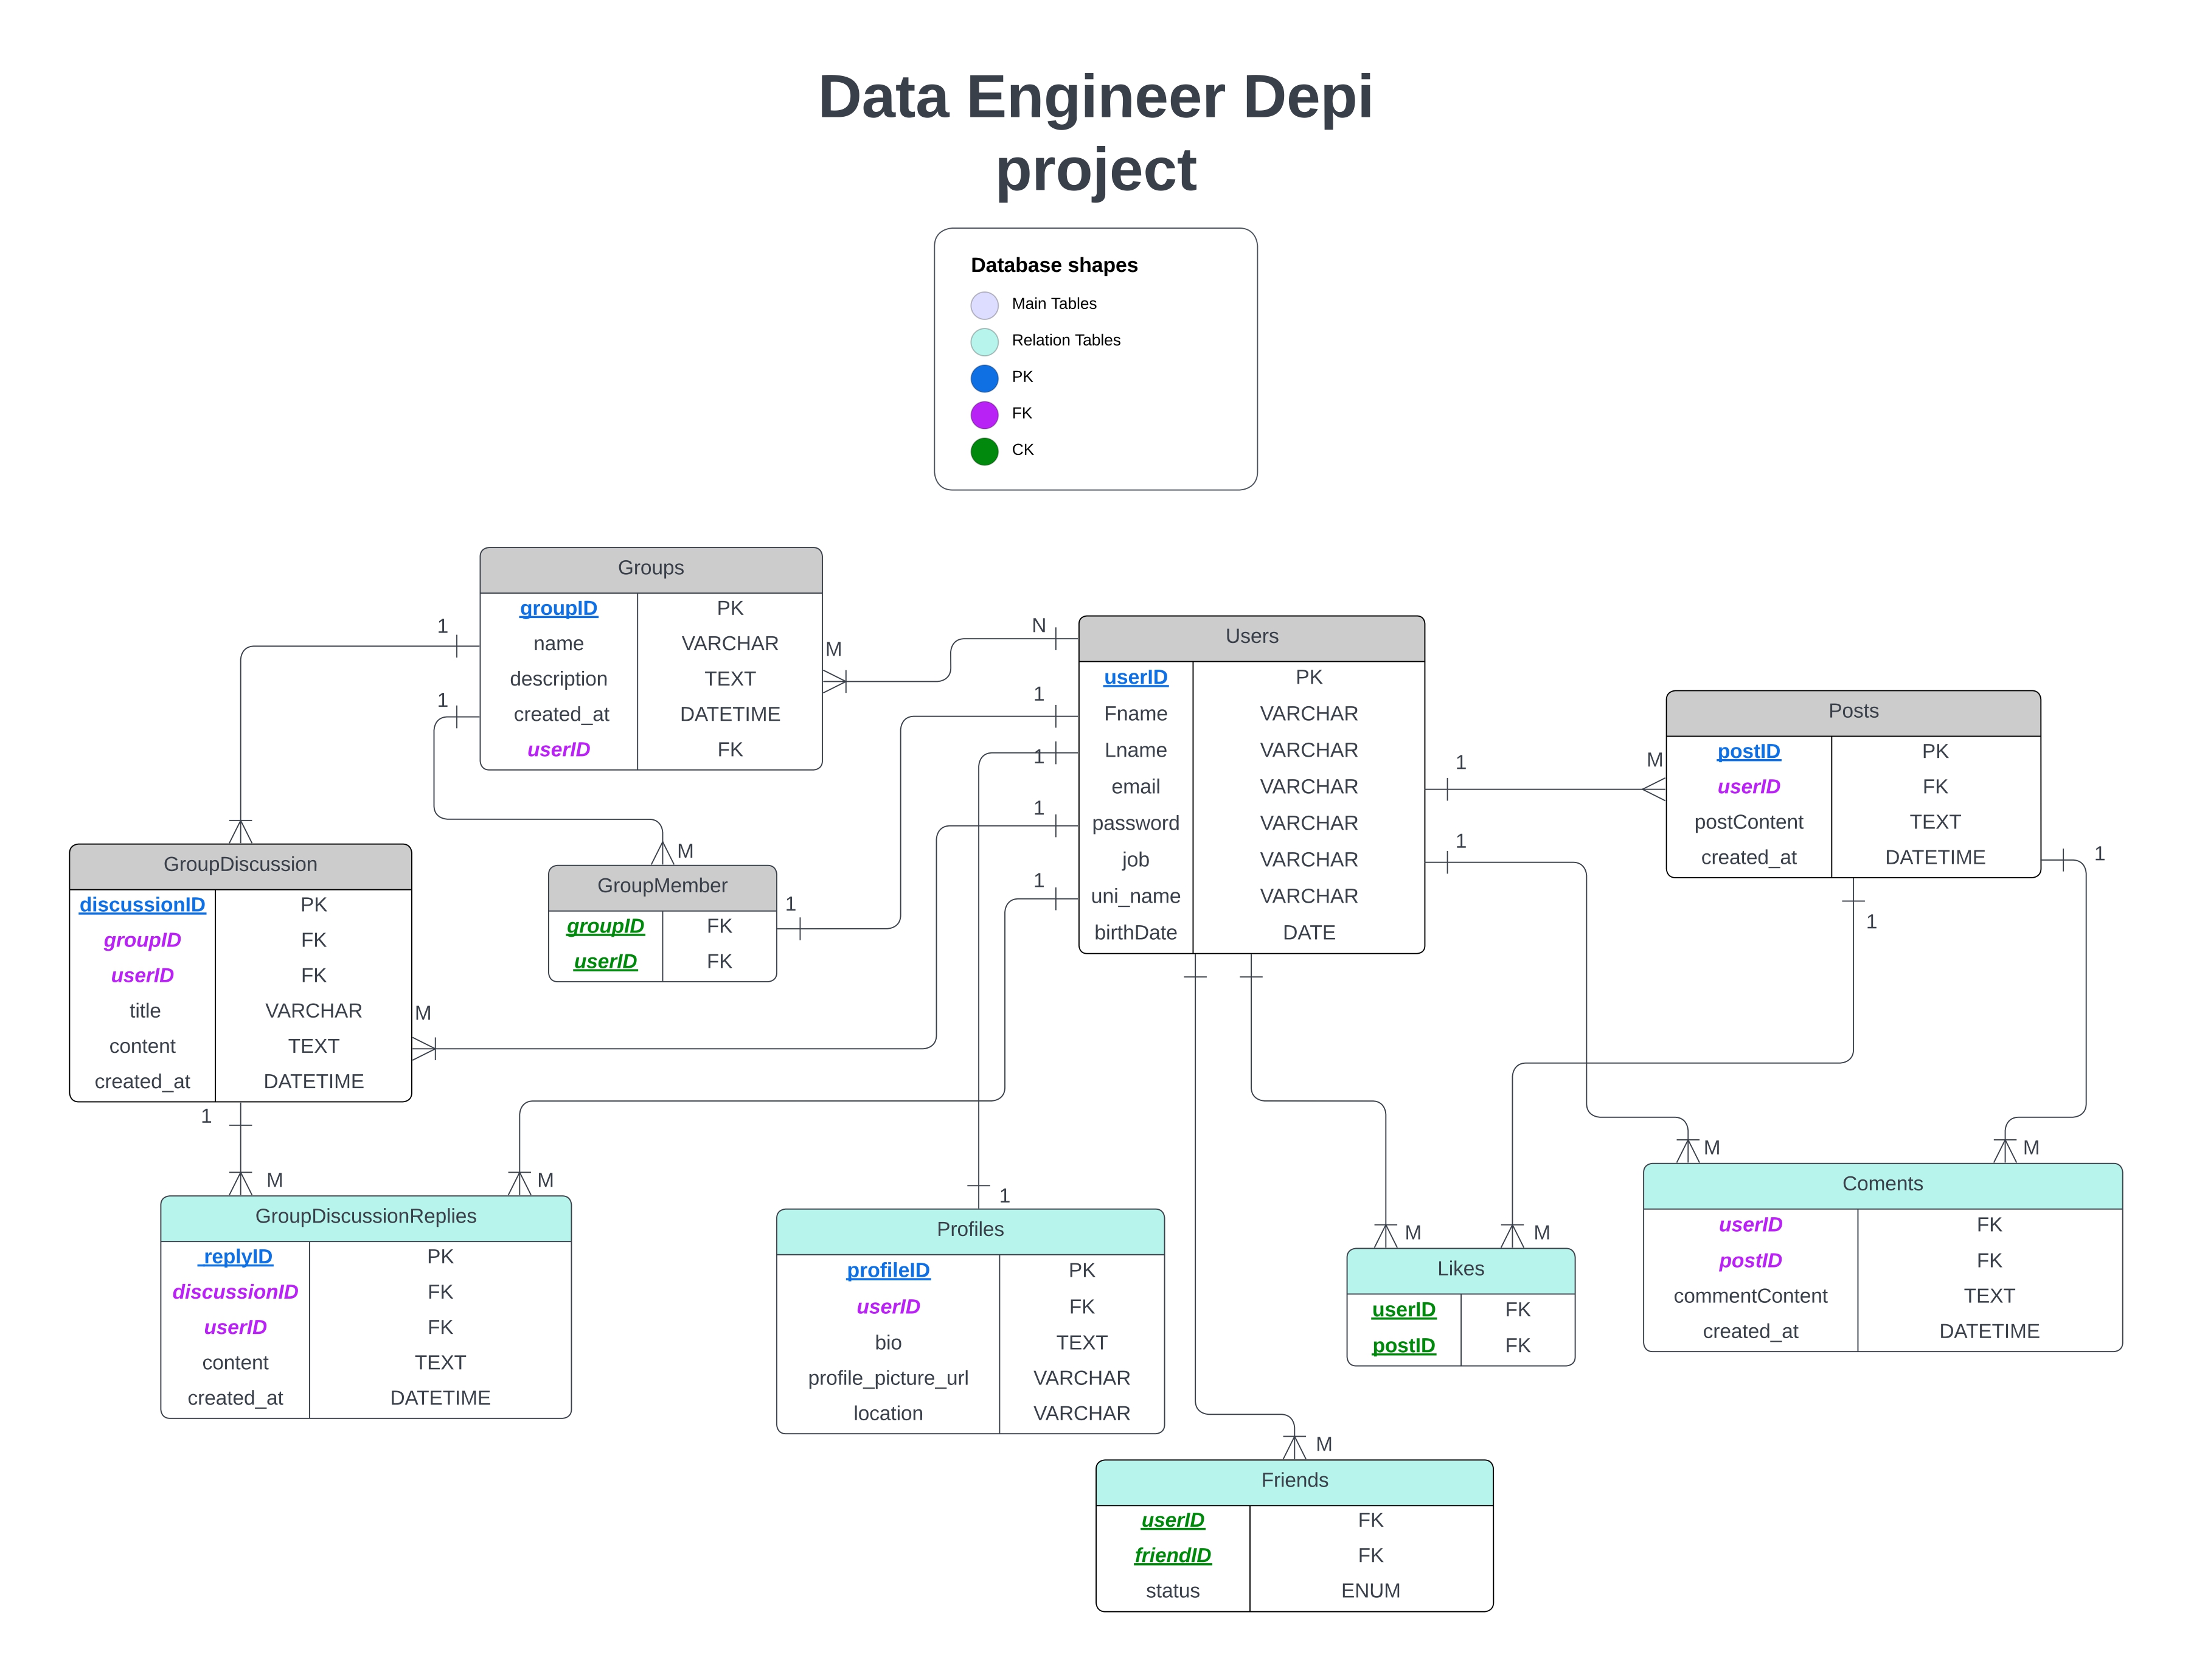 Data Engineer Depi
project
Database shapes
Main Tables
Relation Tables
PK
FK
CK
Groups
groupID PK
name VARCHAR
description TEXT
created_at DATETIME
userID FK
1
1
M
N
1
1
1
1
Users
userID PK
Fname VARCHAR
Lname VARCHAR
email VARCHAR
password VARCHAR
job VARCHAR
uni_name VARCHAR
birthDate DATE
1
1
M
Posts
postID PK
userID FK
postContent TEXT
created_at DATETIME
1
1
GroupDiscussion
discussionID PK
groupID FK
userID FK
title VARCHAR
content TEXT
created_at DATETIME
M
1
M
GroupMember
groupID FK
userID FK
1
M
M
GroupDiscussionReplies
replyID PK
discussionID FK
userID FK
content TEXT
created_at DATETIME
1
Profiles
profileID PK
userID FK
bio TEXT
profile_picture_url VARCHAR
location VARCHAR
M
M
Likes
userID FK
postID FK
M
M
Coments
userID FK
postID FK
commentContent TEXT
created_at DATETIME
M
Friends
userID FK
friendID FK
status ENUM